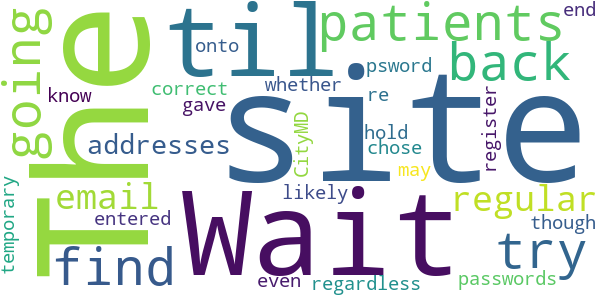 The
til
site
Wait
patients
back
going
try
find
email
addresses
regular
onto
psword
end
know
correct
gave
whether
re
hold
chose
register
CityMD
may
likely
though
temporary
entered
even
regardless
passwords